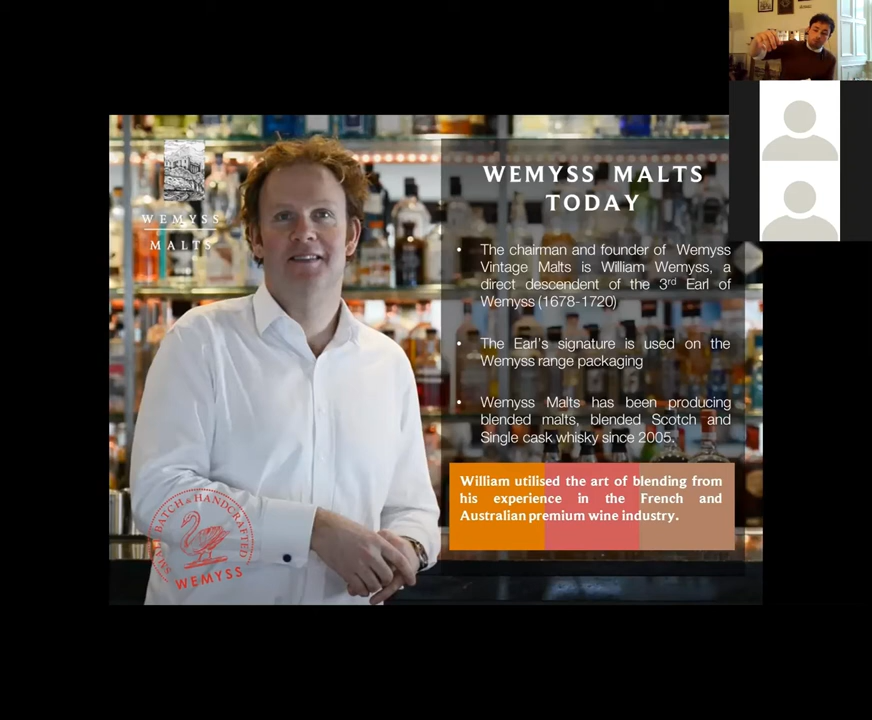 WEMYSS
MALTS
WEMYSS MALTS
TODAY
• The chairman and founder of Wemyss
Vintage Malts is William Wemyss, a
direct descendent of the 3rd Earl of
Wemyss (1678-1720)
• The Earl's signature is used on the
Wemyss range packaging
• Wemyss Malts has been producing
blended malts, blended Scotch and
Single cask whisky since 2005.
William utilised the art of blending from
his experience in the French and
Australian premium wine industry.
SMALL BATCH & HANDCRAFTED
WEMYSS